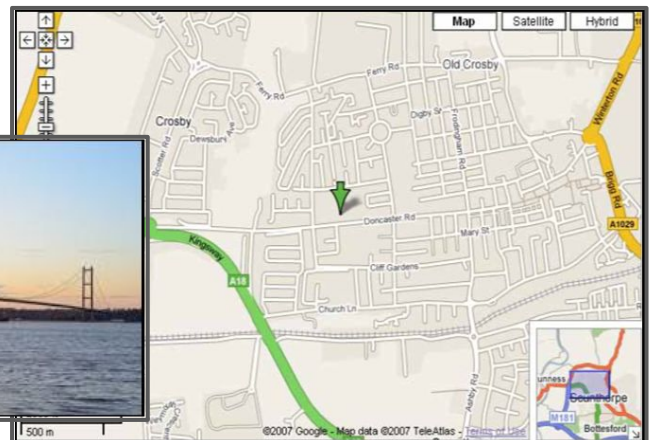 Map Satellite Hybrid
Old Crosby
Ferry Rd
Ferry Rd
Winterton Rd
Crosby
Digby St
Frodingham Rd
Dewsbury Ave
Scotter Rd
Brigg Rd
Doncaster Rd
A1029
Mary St
Kingsway
Cliff Gardens
A18
Church Ln
Ashby Rd
Scunthorpe
M181
Bottesford
500 m
©2007 Google - Map data ©2007 TeleAtlas - Terms of Use